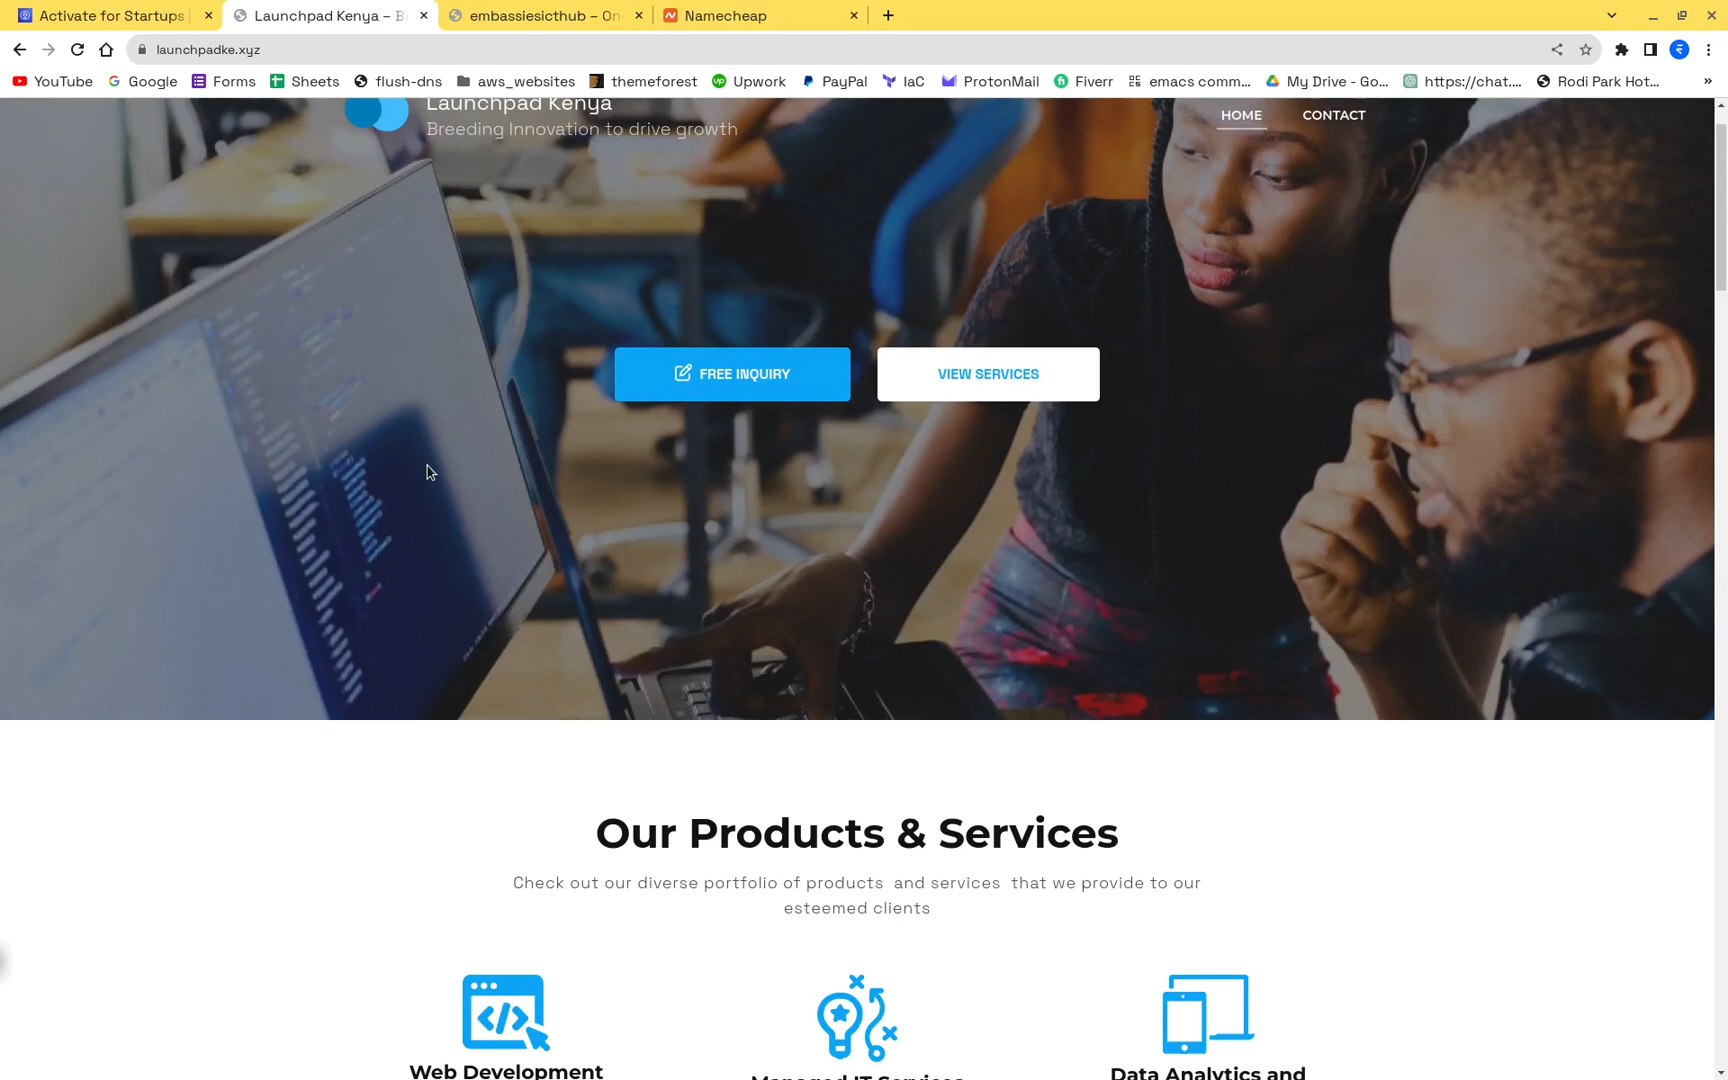 Activate for Startups
Launchpad Kenya – B
embassiesicthub – On
Namecheap
launchpadke.xyz
YouTube
Google
Forms
Sheets
flush-dns
aws_websites
themeforest
Upwork
PayPal
IaC
ProtonMail
Fiverr
emacs comm...
My Drive - Go...
https://chat....
Rodi Park Hot...
»
Launchpad Kenya
Breeding Innovation to drive growth
HOME
CONTACT
FREE INQUIRY
VIEW SERVICES
Our Products & Services
Check out our diverse portfolio of products and services that we provide to our
esteemed clients
Web Development
Managed IT Services
Data Analytics and